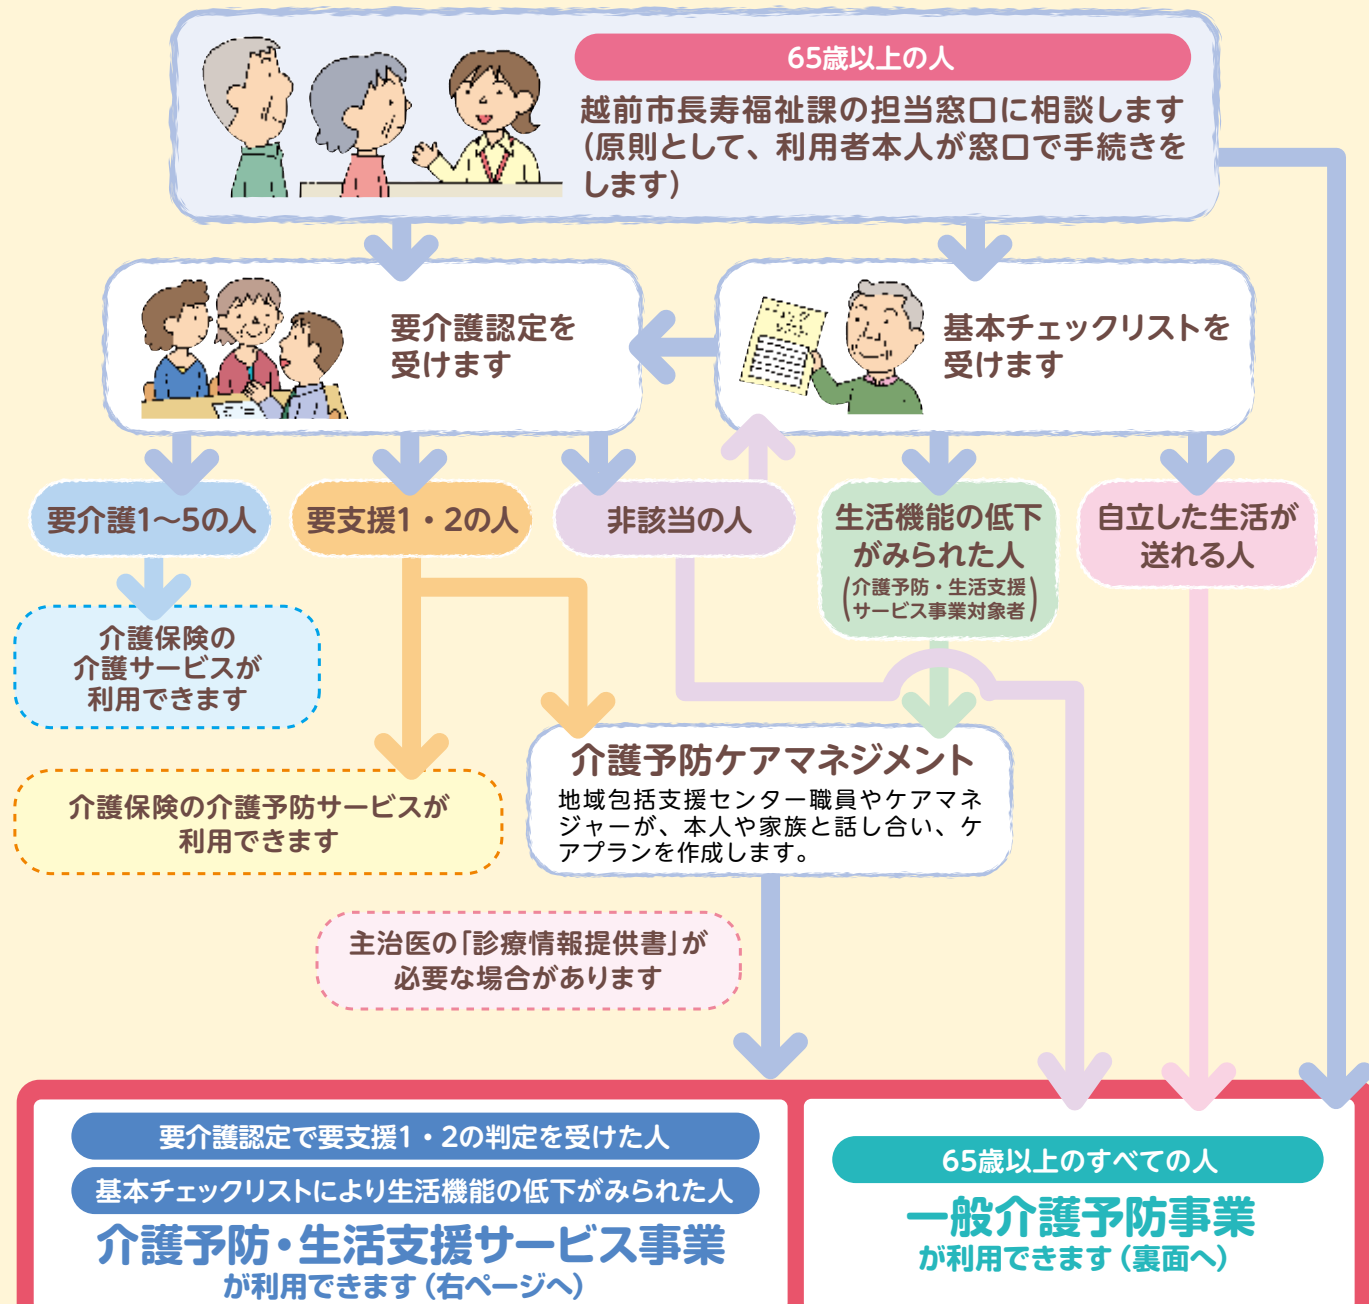 65歳以上の人
越前市長寿福祉課の担当窓口に相談します
(原則として、利用者本人が窓口で手続きを
します)
要介護認定を
受けます
基本チェックリストを
受けます
要介護1〜5の人
要支援1・2の人
非該当の人
生活機能の低下
がみられた人
(介護予防・生活支援
サービス事業対象者)
自立した生活が
送れる人
介護保険の
介護サービスが
利用できます
介護保険の介護予防サービスが
利用できます
介護予防ケアマネジメント
地域包括支援センター職員やケアマネ
ジャーが、本人や家族と話し合い、ケ
アプランを作成します。
主治医の「診療情報提供書」が
必要な場合があります
要介護認定で要支援1・2の判定を受けた人
基本チェックリストにより生活機能の低下がみられた人
介護予防・生活支援サービス事業
が利用できます(右ページへ)
65歳以上のすべての人
一般介護予防事業
が利用できます(裏面へ)